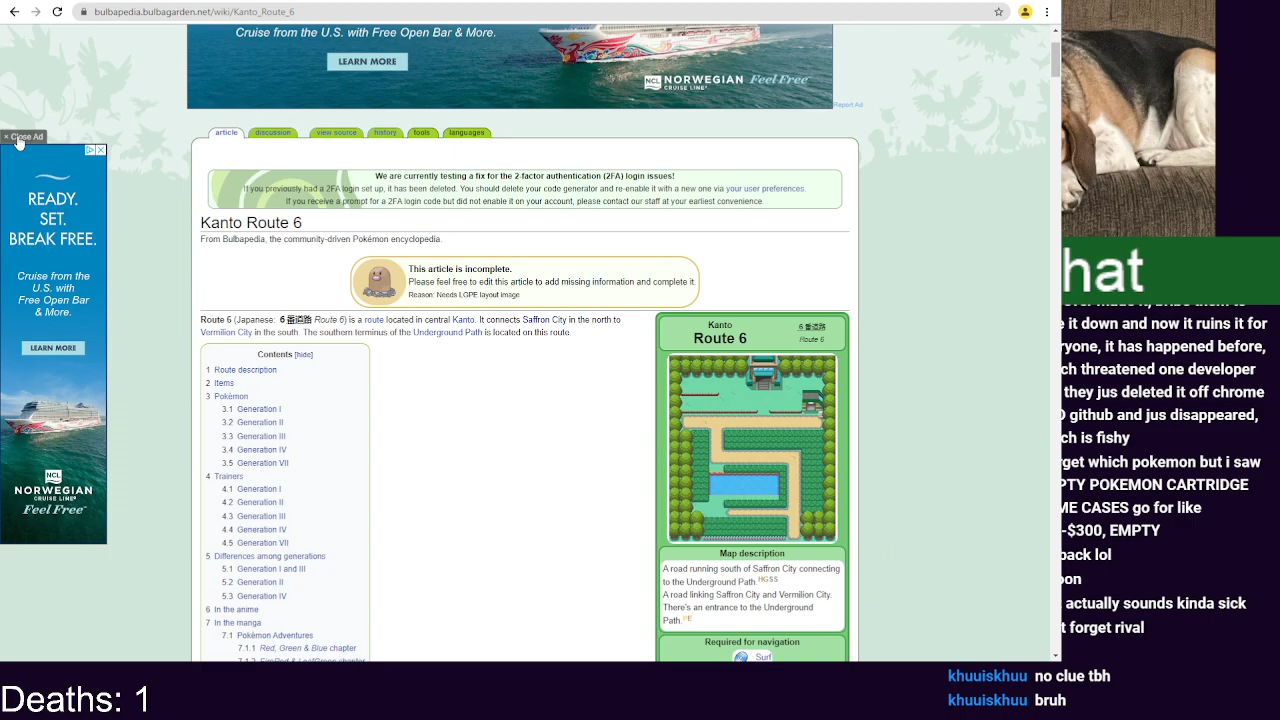 bulbapedia.bulbagarden.net/wiki/Kanto_Route_6
Cruise from the U.S. with Free Open Bar & More.
LEARN MORE
NCL NORWEGIAN CRUISE LINE Feel Free
Report Ad
article discussion view source history tools languages
× Close Ad
We are currently testing a fix for the 2-factor authentication (2FA) login issues!
If you previously had a 2FA login set up, it has been deleted. You should delete your code generator and re-enable it with a new one via your user preferences.
If you receive a prompt for a 2FA login code but did not enable it on your account, please contact our staff at your earliest convenience.
READY.
SET.
BREAK FREE.
Cruise from the
U.S. with
Free Open Bar
& More.
LEARN MORE
NCL
NORWEGIAN
CRUISE LINE
Feel Free
Kanto Route 6
From Bulbapedia, the community-driven Pokémon encyclopedia.
This article is incomplete.
Please feel free to edit this article to add missing information and complete it.
Reason: Needs LGPE layout image
Route 6 (Japanese: 6番道路 Route 6) is a route located in central Kanto. It connects Saffron City in the north to
Vermilion City in the south. The southern terminus of the Underground Path is located on this route.
Contents [hide]
1 Route description
2 Items
3 Pokémon
3.1 Generation I
3.2 Generation II
3.3 Generation III
3.4 Generation IV
3.5 Generation VII
4 Trainers
4.1 Generation I
4.2 Generation II
4.3 Generation III
4.4 Generation IV
4.5 Generation VII
5 Differences among generations
5.1 Generation I and III
5.2 Generation II
5.3 Generation IV
6 In the anime
7 In the manga
7.1 Pokémon Adventures
7.1.1 Red, Green & Blue chapter
7.1.2 FireRed & LeafGreen chapter
Kanto
Route 6
6番道路
Route 6
Map description
A road running south of Saffron City connecting
to the Underground Path.HGSS
A road linking Saffron City and Vermilion City.
There's an entrance to the Underground
Path.PE
Required for navigation
Surf
hat
e it down and now it ruins it for
eryone, it has happened before,
they jus deleted it off chrome
github and disappeared,
ch is fishy
get which pokemon but i saw
PTY POKEMON CARTRIDGE
ME CASES go for like
-$300, EMPTY
back lol
oon
actually sounds kinda sick
t forget rival
khuuiskhuu no clue tbh
khuuiskhuu bruh
Deaths: 1